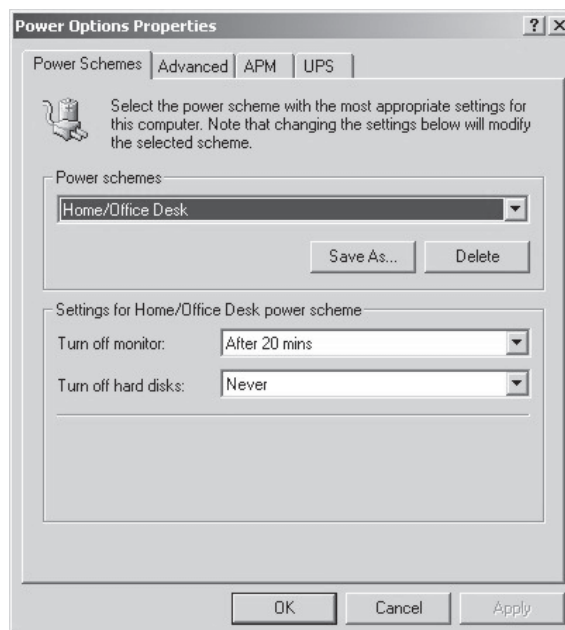 Power Options Properties
Power Schemes Advanced APM UPS
Select the power scheme with the most appropriate settings for
this computer. Note that changing the settings below will modify
the selected scheme.
Power schemes
Home/Office Desk
Save As... Delete
Settings for Home/Office Desk power scheme
Turn off monitor: After 20 mins
Turn off hard disks: Never
OK Cancel Apply